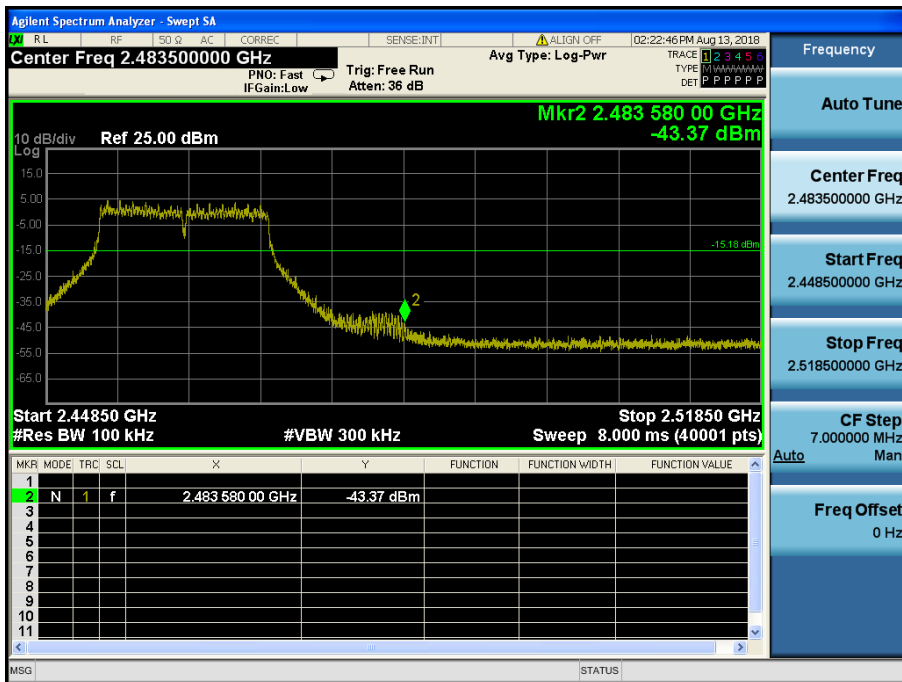 Agilent Spectrum Analyzer - Swept SA
LXI RL RF 50 Ω AC CORREC SENSE:INT ALIGN OFF 02:22:46 PM Aug 13, 2018
Center Freq 2.483500000 GHz
PNO: Fast
IFGain:Low
Trig: Free Run
Atten: 36 dB
Avg Type: Log-Pwr
TRACE 1 2 3 4 5 6
TYPE MWWWWW
DET P P P P P P
Mkr2 2.483 580 00 GHz
-43.37 dBm
10 dB/div Ref 25.00 dBm
Log
15.0
5.00
-5.00
-15.0
-25.0
-35.0
-45.0
-55.0
-65.0
-15.18 dBm
2
Start 2.44850 GHz Stop 2.51850 GHz
#Res BW 100 kHz #VBW 300 kHz Sweep 8.000 ms (40001 pts)
MKR MODE TRC SCL X Y FUNCTION FUNCTION WIDTH FUNCTION VALUE
1
2 N 1 f 2.483 580 00 GHz -43.37 dBm
3
4
5
6
7
8
9
10
11
MSG STATUS
Frequency
Auto Tune
Center Freq
2.483500000 GHz
Start Freq
2.448500000 GHz
Stop Freq
2.518500000 GHz
CF Step
7.000000 MHz
Auto Man
Freq Offset
0 Hz